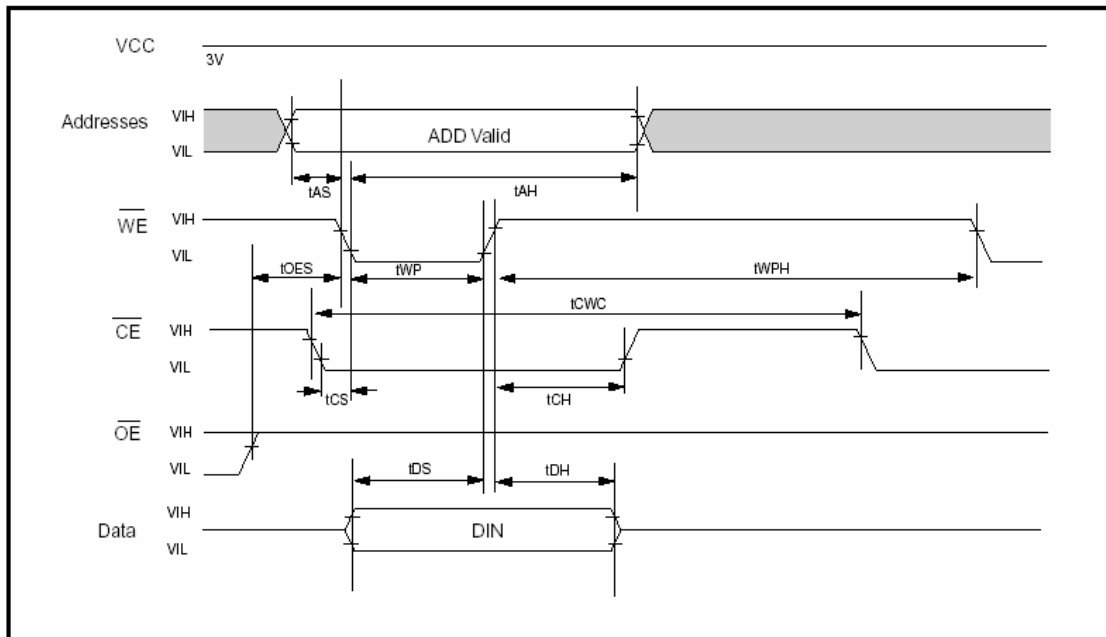 VCC
3V
Addresses
VIH
VIL
ADD Valid
tAS
tAH
WE
VIH
VIL
tOES
tWP
tWPH
tCWC
CE
VIH
VIL
tCS
tCH
OE
VIH
VIL
tDS
tDH
Data
VIH
VIL
DIN